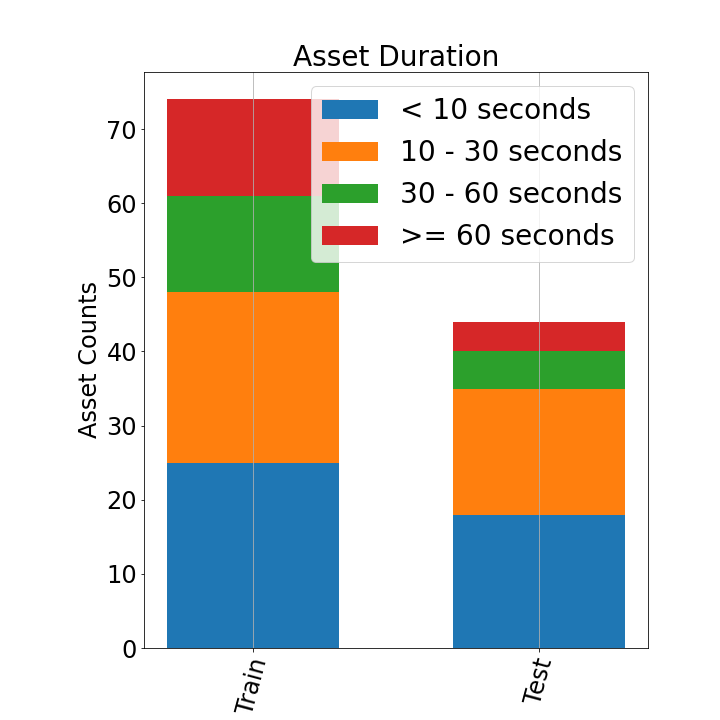 Asset Duration
< 10 seconds
10 - 30 seconds
30 - 60 seconds
>= 60 seconds
Asset Counts
70
60
50
40
30
20
10
0
Train
Test